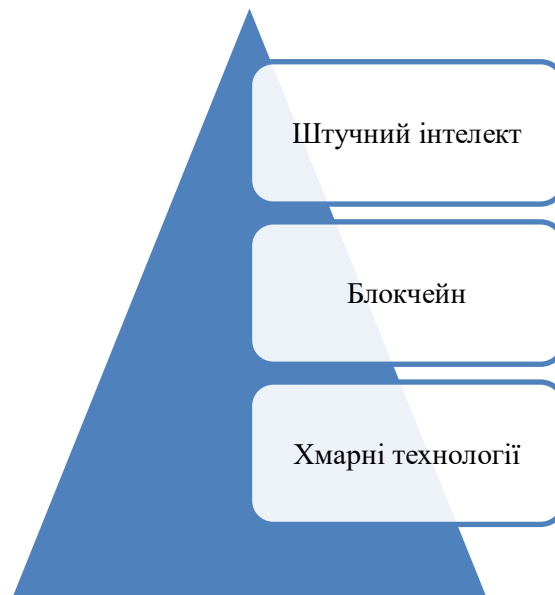 Штучний інтелект
Блокчейн
Хмарні технології